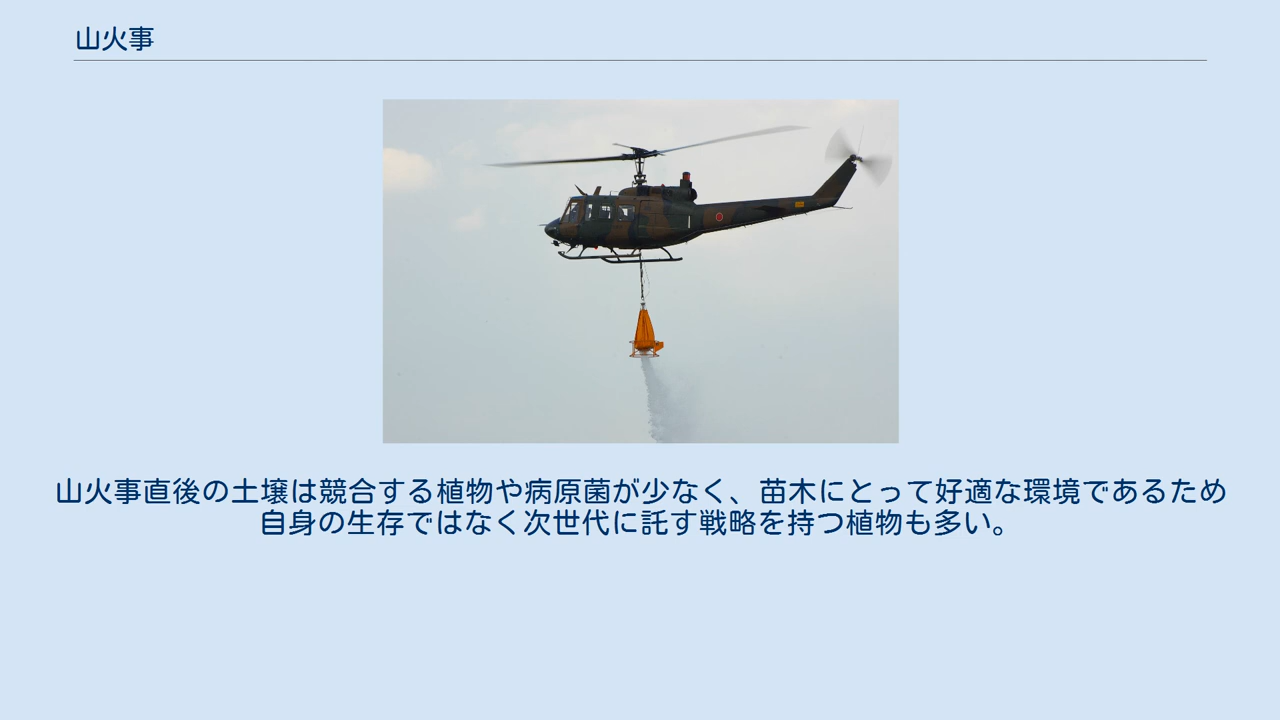 山火事
山火事直後の土壌は競合する植物や病原菌が少なく、苗木にとって好適な環境であるため
自身の生存ではなく次世代に託す戦略を持つ植物も多い。